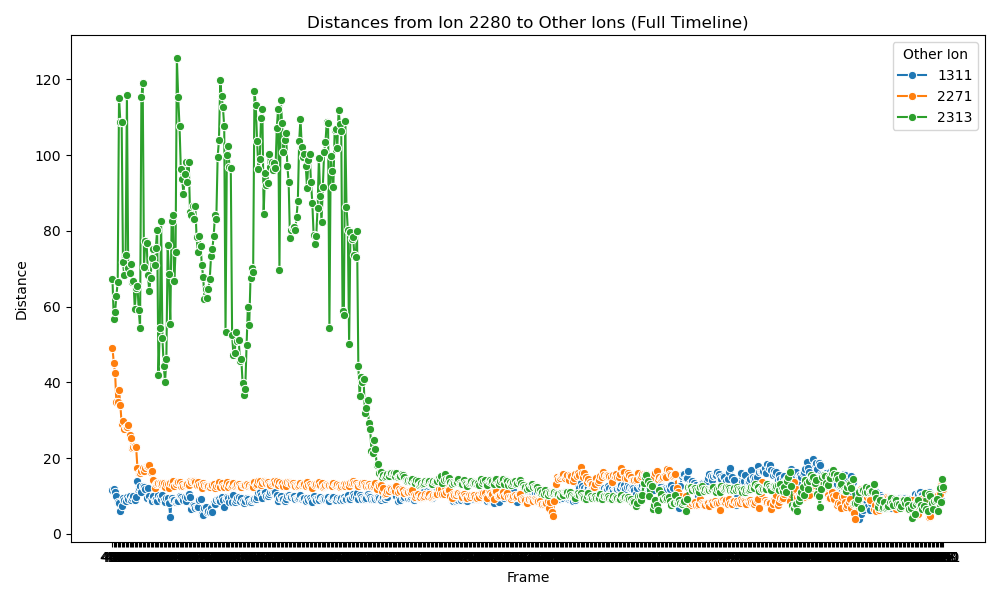 Distances from Ion 2280 to Other Ions (Full Timeline)
Other Ion
1311
2271
2313
120
100
80
60
40
20
0
Distance
Frame